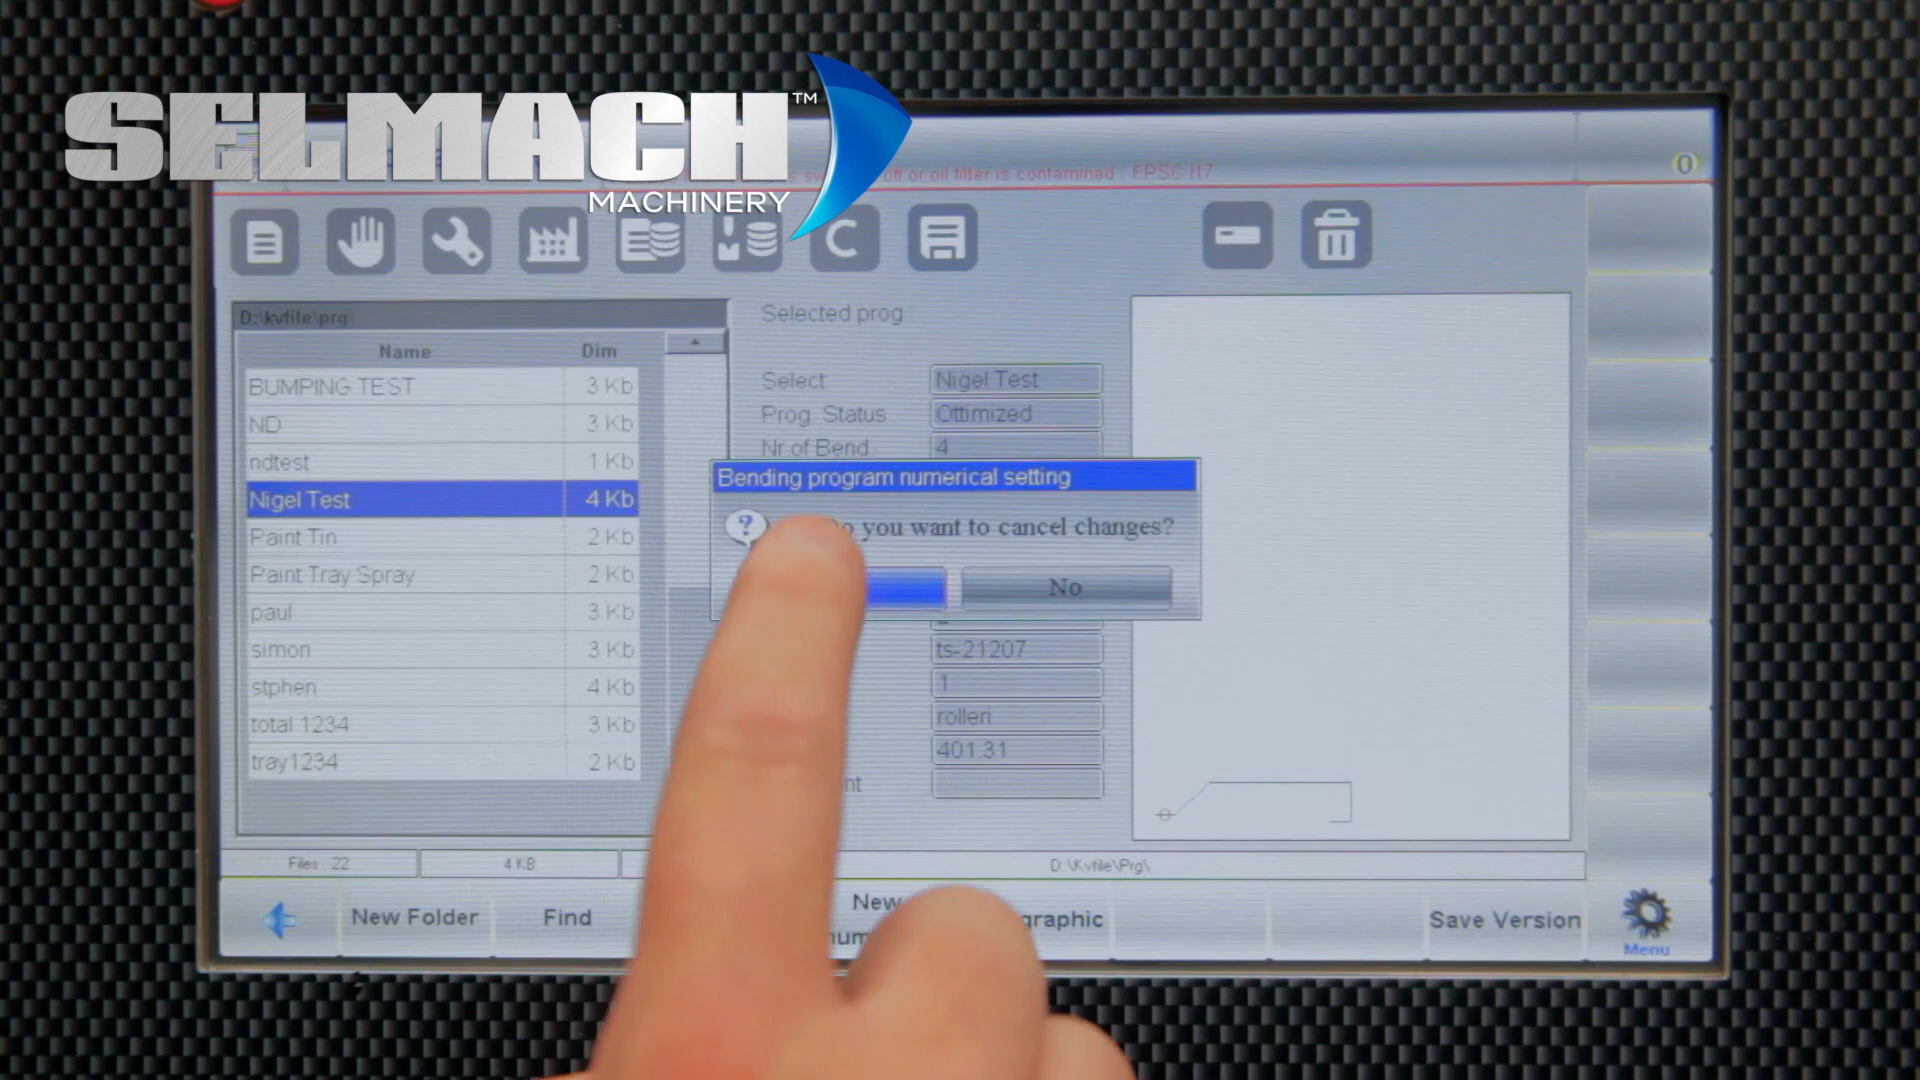 SELMACH™
MACHINERY
off or oil filter is contaminated. FPSC I17
0
C
D:\kvfile\prg\
Name Dim
BUMPING TEST 3 Kb
ND 3 Kb
ndtest 1 Kb
Nigel Test 4 Kb
Paint Tin 2 Kb
Paint Tray Spray 2 Kb
paul 3 Kb
simon 3 Kb
stphen 4 Kb
total 1234 3 Kb
tray1234 2 Kb
Selected prog
Select Nigel Test
Prog. Status Ottimized
Nr of Bend 4
Bending program numerical setting
? you want to cancel changes?
No
ts-21207
1
rolleri
401.31
Files : 22 4 KB D:\Kvfile\Prg\
New Folder Find New graphic Save Version
Menu